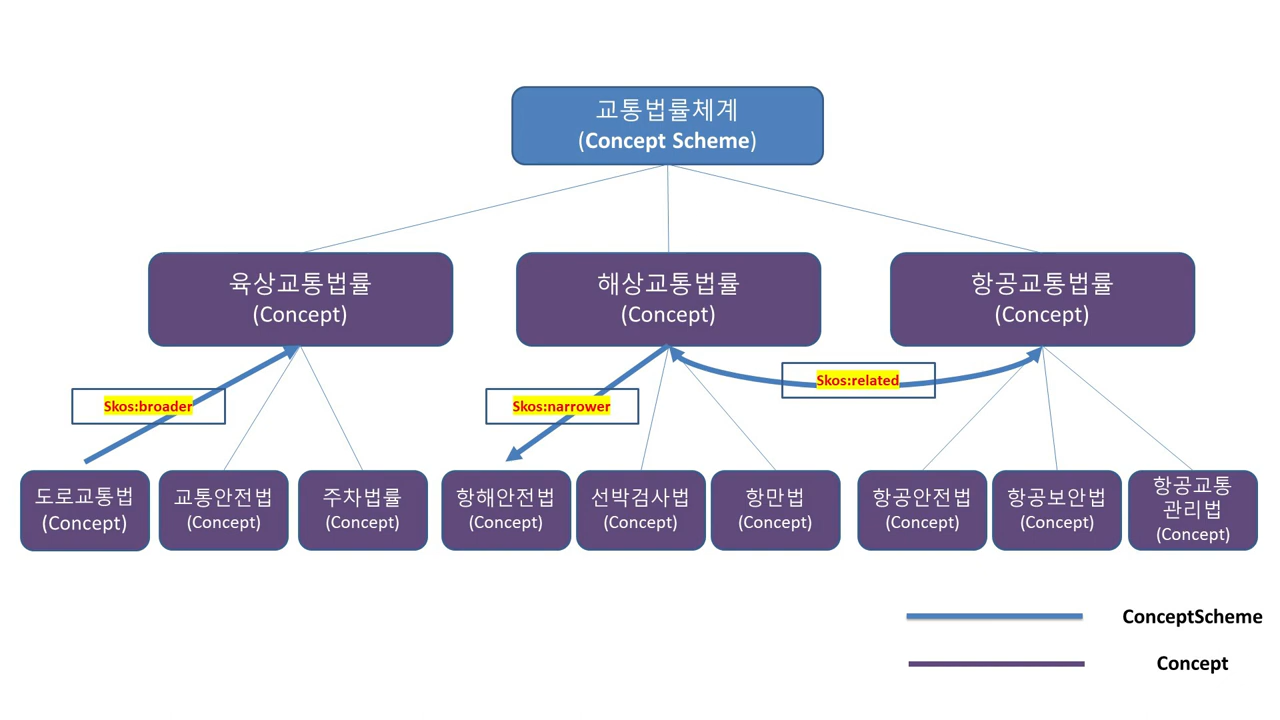 교통법률체계
(Concept Scheme)
육상교통법률
(Concept)
해상교통법률
(Concept)
항공교통법률
(Concept)
Skos:broader
Skos:narrower
Skos:related
도로교통법
(Concept)
교통안전법
(Concept)
주차법률
(Concept)
항해안전법
(Concept)
선박검사법
(Concept)
항만법
(Concept)
항공안전법
(Concept)
항공보안법
(Concept)
항공교통
관리법
(Concept)
ConceptScheme
Concept